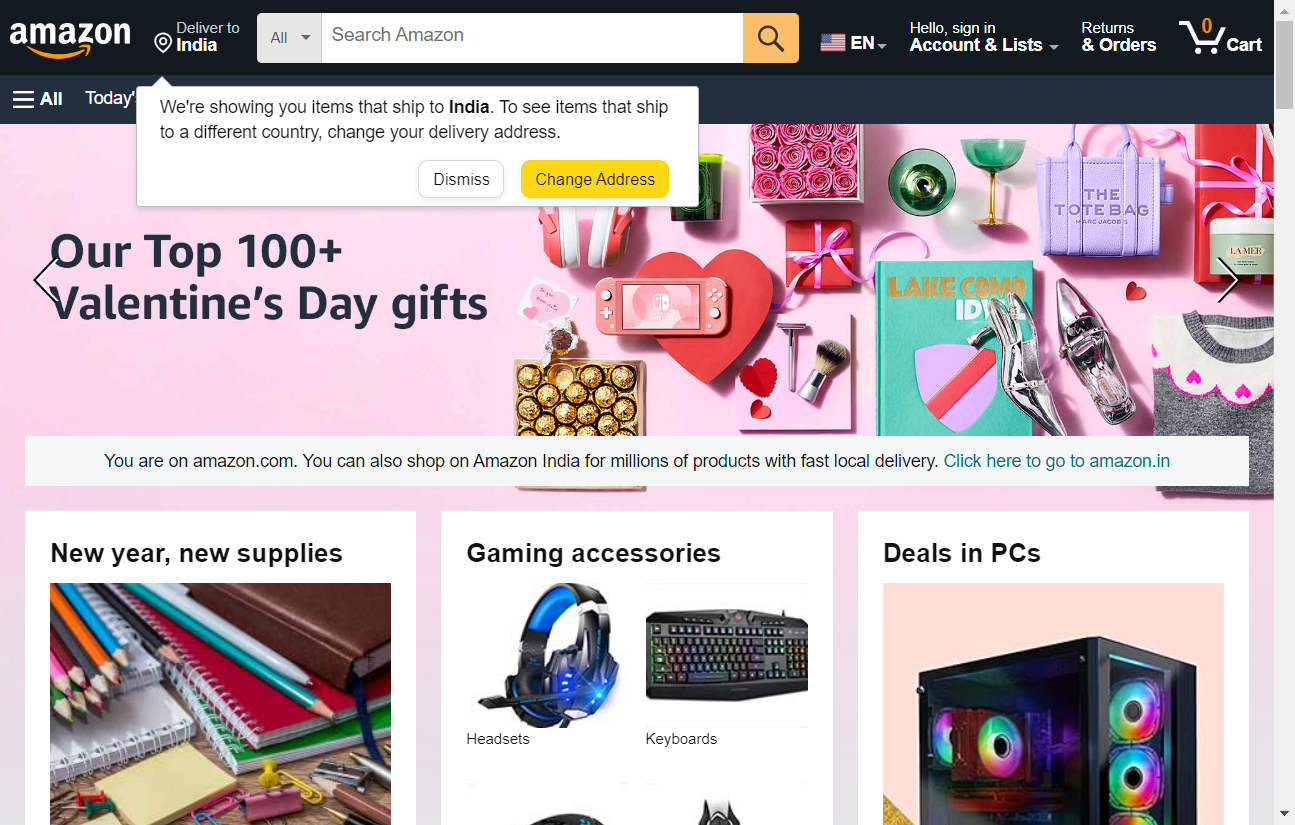 amazon
Deliver to
India
All
Search Amazon
EN
Hello, sign in
Account & Lists
Returns
& Orders
0
Cart
All
Today'
We're showing you items that ship to India. To see items that ship
to a different country, change your delivery address.
Dismiss
Change Address
Our Top 100+
Valentine's Day gifts
THE
TOTE BAG
MARC JACOBS
LA MER
LAKE COMO
ID
You are on amazon.com. You can also shop on Amazon India for millions of products with fast local delivery. Click here to go to amazon.in
New year, new supplies
Gaming accessories
Headsets
Keyboards
Deals in PCs